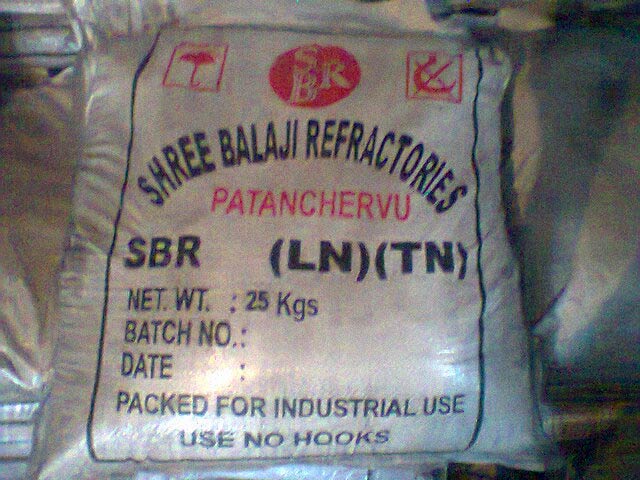 SBR
SHREE BALAJI REFRACTORIES
PATANCHERVU
SBR (LN)(TN)
NET. WT. : 25 Kgs
BATCH NO.:
DATE :
PACKED FOR INDUSTRIAL USE
USE NO HOOKS